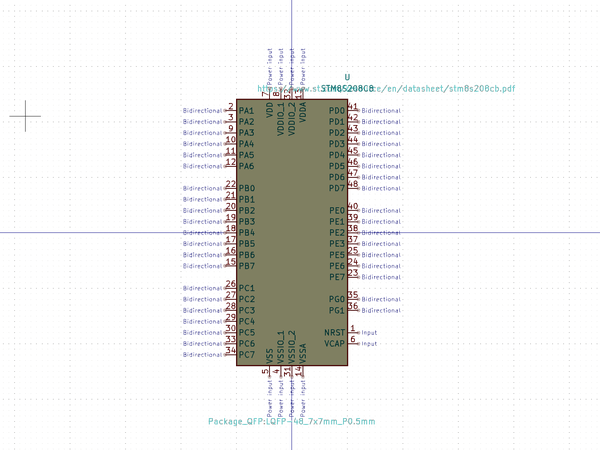 U
/en/datasheet/stm8s208cb.pdf
STM8S208CB
Power input 7 VDD
Power input 8 VDDIO_1
Power input 32 VDDIO_2
Power input 13 VDDA
Bidirectional 2 PA1 PD0 41 Bidirectional
Bidirectional 3 PA2 PD1 42 Bidirectional
Bidirectional 9 PA3 PD2 43 Bidirectional
Bidirectional 10 PA4 PD3 44 Bidirectional
Bidirectional 11 PA5 PD4 45 Bidirectional
Bidirectional 12 PA6 PD5 46 Bidirectional
PD6 47 Bidirectional
Bidirectional 22 PB0 PD7 48 Bidirectional
Bidirectional 21 PB1
Bidirectional 20 PB2 PE0 40 Bidirectional
Bidirectional 19 PB3 PE1 39 Bidirectional
Bidirectional 18 PB4 PE2 38 Bidirectional
Bidirectional 17 PB5 PE3 37 Bidirectional
Bidirectional 16 PB6 PE5 25 Bidirectional
Bidirectional 15 PB7 PE6 24 Bidirectional
PE7 23 Bidirectional
Bidirectional 26 PC1
Bidirectional 27 PC2 PG0 35 Bidirectional
Bidirectional 28 PC3 PG1 36 Bidirectional
Bidirectional 29 PC4
Bidirectional 30 PC5 NRST 1 Input
Bidirectional 33 PC6 VCAP 6 Input
Bidirectional 34 PC7
VSS 5 Power input
VSSIO_1 4 Power input
VSSIO_2 31 Power input
VSSA 14 Power input
Package_QFP:LQFP-48_7x7mm_P0.5mm